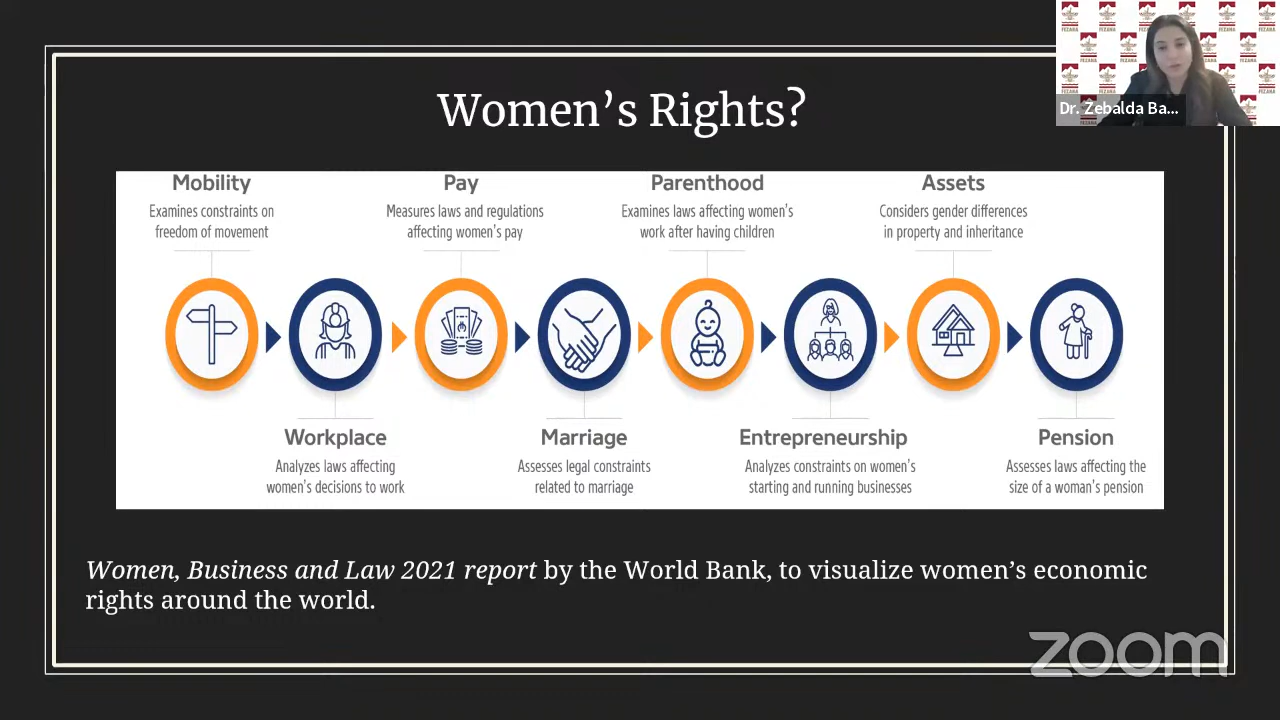 Women's Rights?
Mobility
Examines constraints on
freedom of movement
Pay
Measures laws and regulations
affecting women's pay
Parenthood
Examines laws affecting women's
work after having children
Assets
Considers gender differences
in property and inheritance
Workplace
Analyzes laws affecting
women's decisions to work
Marriage
Assesses legal constraints
related to marriage
Entrepreneurship
Analyzes constraints on women's
starting and running businesses
Pension
Assesses laws affecting the
size of a woman's pension
Women, Business and Law 2021 report by the World Bank, to visualize women's economic
rights around the world.
Dr. Zebalda Ba...
FEZANA
zoom